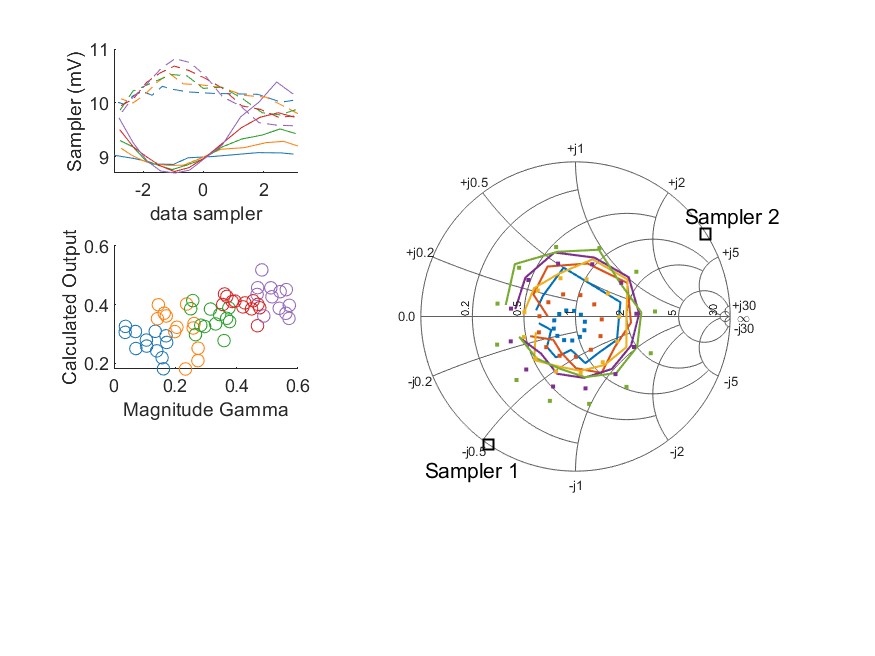 11
10
9
Sampler (mV)
-2 0 2
data sampler
0.6
0.4
0.2
Calculated Output
0 0.2 0.4 0.6
Magnitude Gamma
+j1
+j0.5 +j2
Sampler 2
+j0.2 +j5
0.0 0.2 0.5 1 2 5 30 +j30
∞
-j30
-j0.2 -j5
-j0.5 -j2
Sampler 1
-j1